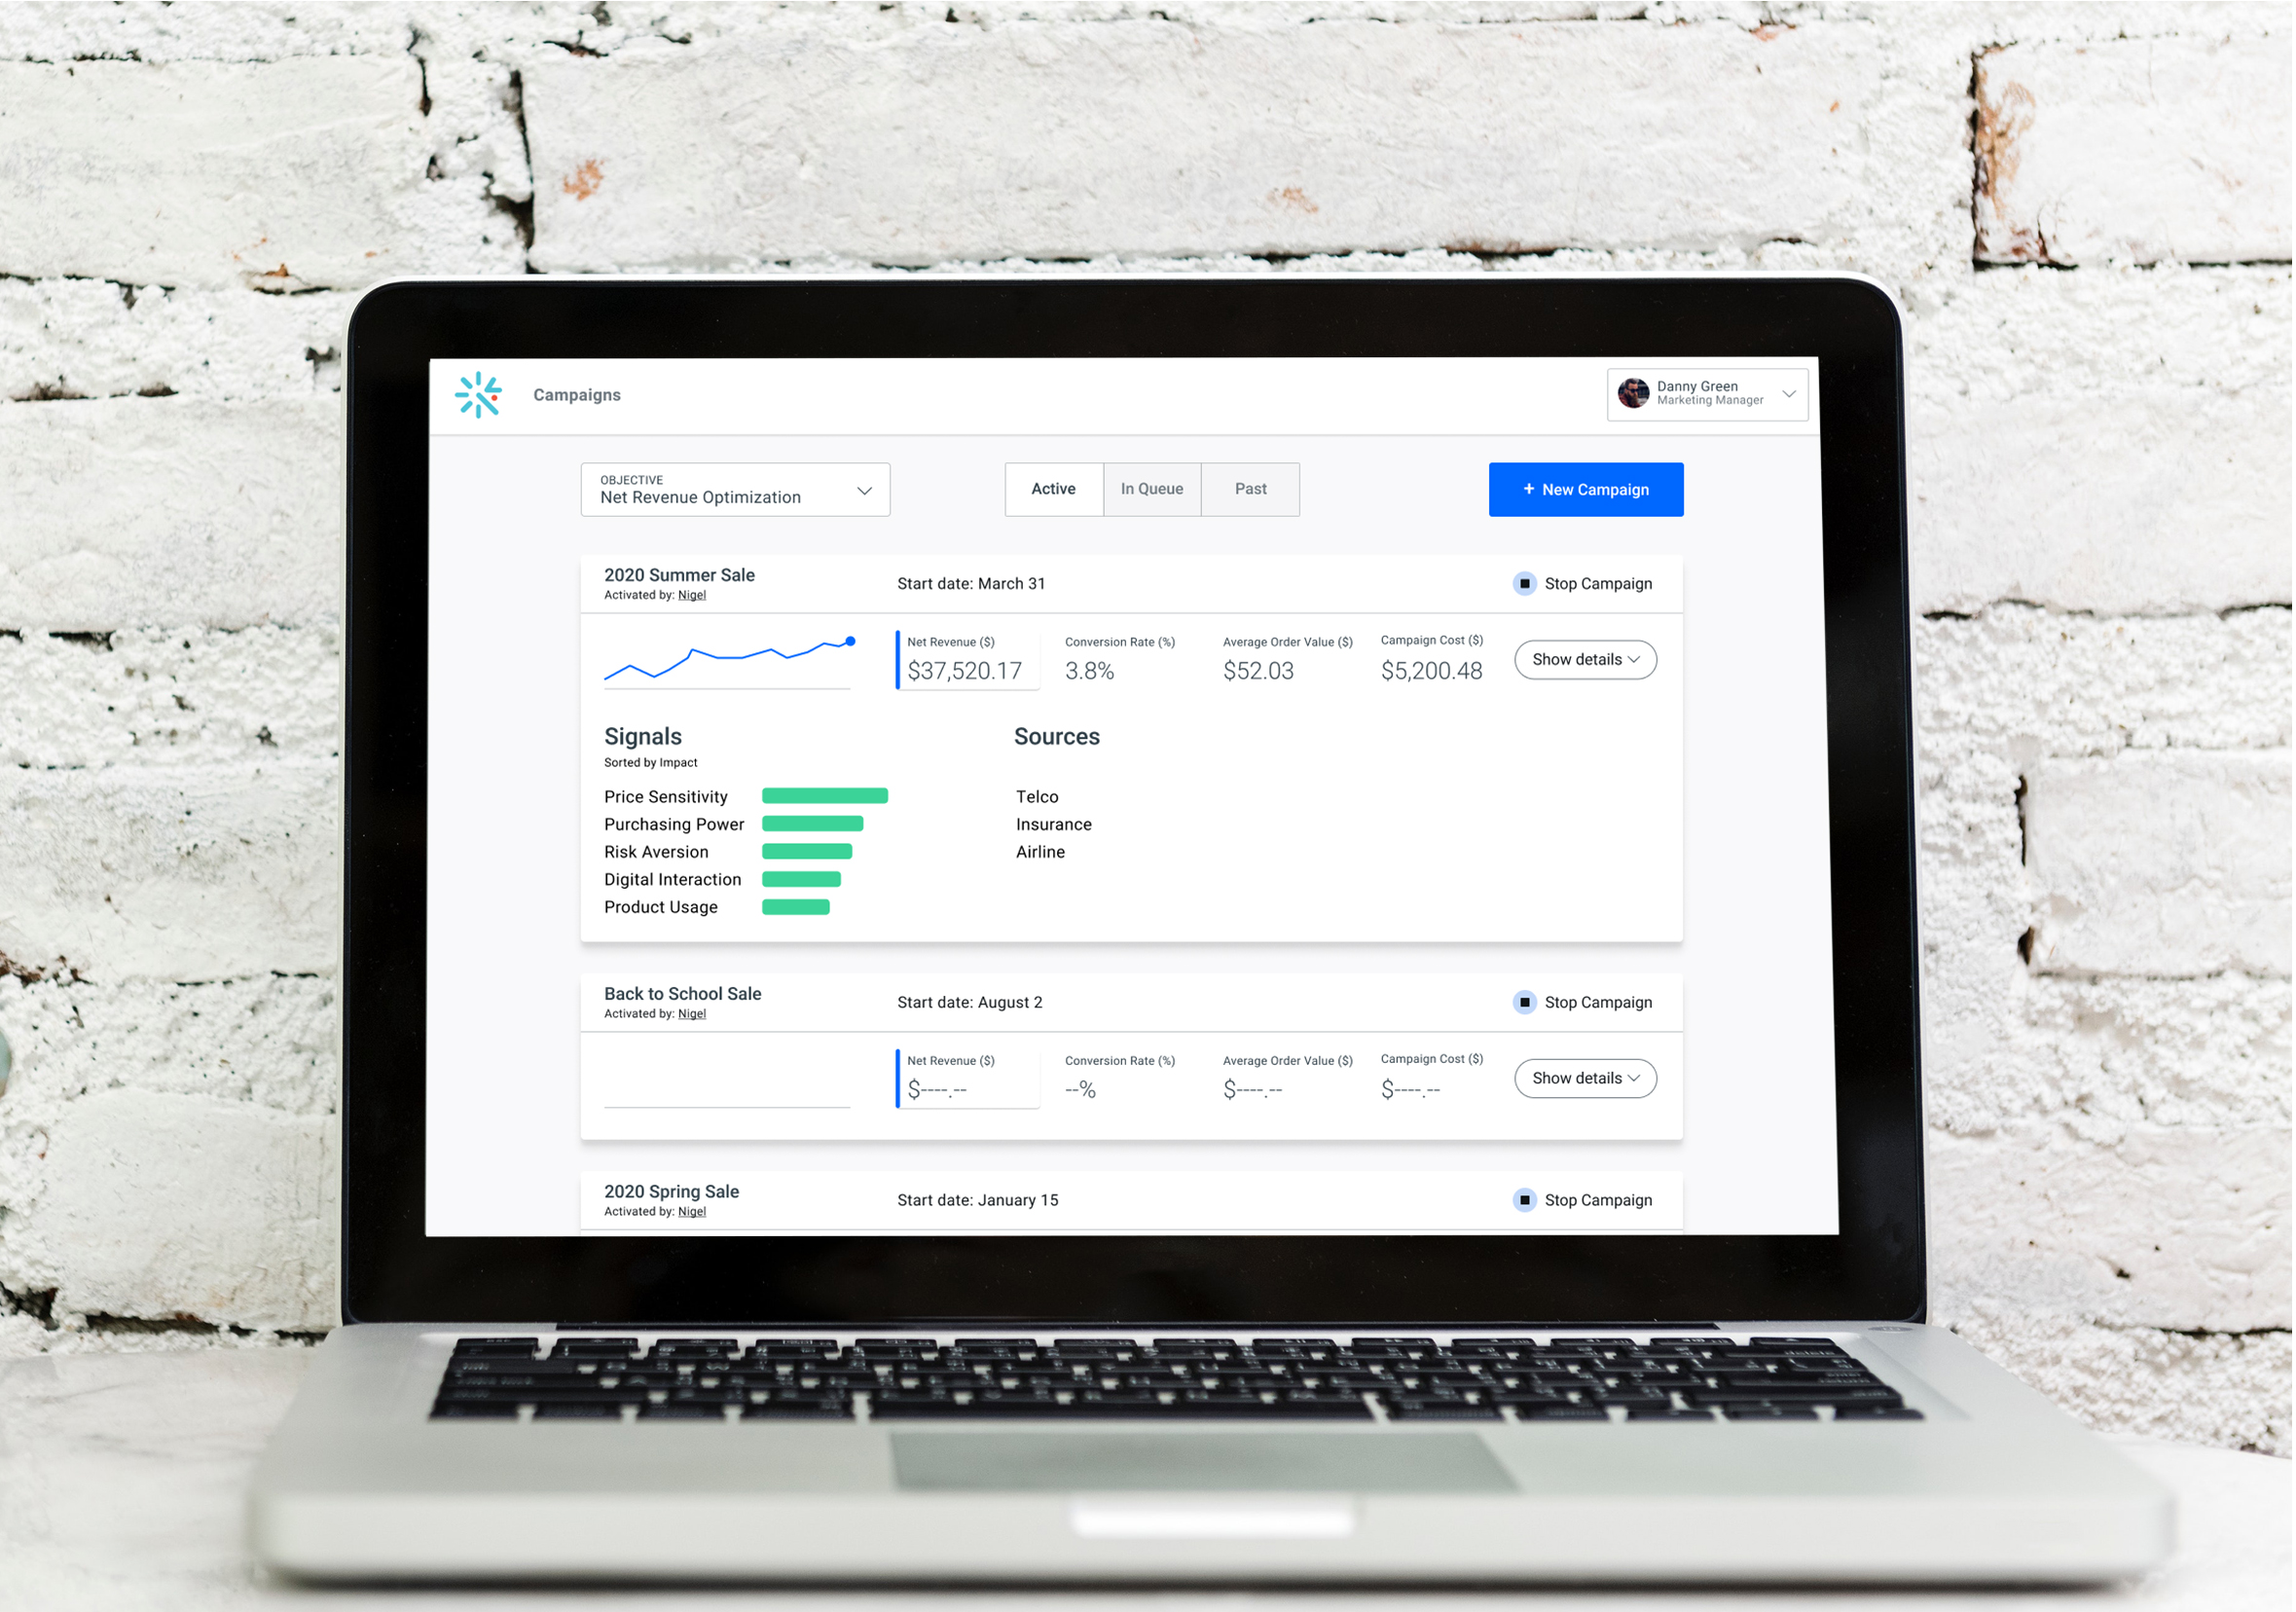 Campaigns
Danny Green
Marketing Manager
OBJECTIVE
Net Revenue Optimization
Active
In Queue
Past
+ New Campaign
2020 Summer Sale
Activated by: Nigel
Start date: March 31
Stop Campaign
Net Revenue ($)
$37,520.17
Conversion Rate (%)
3.8%
Average Order Value ($)
$52.03
Campaign Cost ($)
$5,200.48
Show details
Signals
Sorted by Impact
Price Sensitivity
Purchasing Power
Risk Aversion
Digital Interaction
Product Usage
Sources
Telco
Insurance
Airline
Back to School Sale
Activated by: Nigel
Start date: August 2
Stop Campaign
Net Revenue ($)
$----.--
Conversion Rate (%)
--%
Average Order Value ($)
$----.--
Campaign Cost ($)
$----.--
Show details
2020 Spring Sale
Activated by: Nigel
Start date: January 15
Stop Campaign
delete